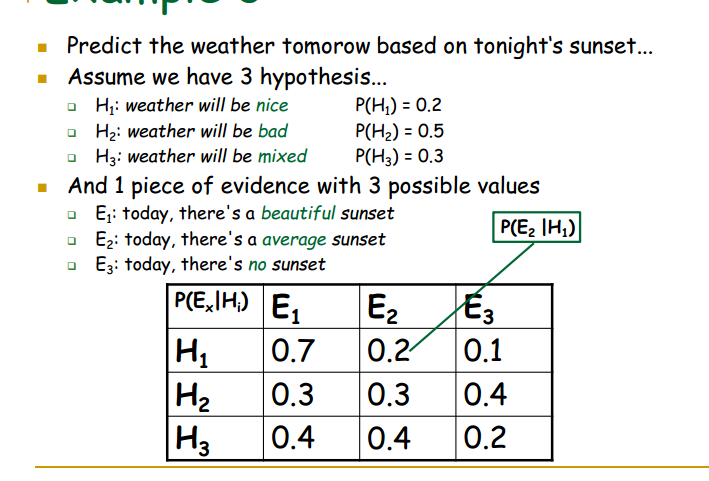 Predict the weather tomorow based on tonight's sunset...
Assume we have 3 hypothesis...
H₁: weather will be nice P(H₁) = 0.2
H₂: weather will be bad P(H₂) = 0.5
H₃: weather will be mixed P(H₃) = 0.3
And 1 piece of evidence with 3 possible values
E₁: today, there's a beautiful sunset
E₂: today, there's a average sunset
E₃: today, there's no sunset
P(E₂ |H₁)
P(Eₓ|Hᵢ) E₁ E₂ E₃
H₁ 0.7 0.2 0.1
H₂ 0.3 0.3 0.4
H₃ 0.4 0.4 0.2